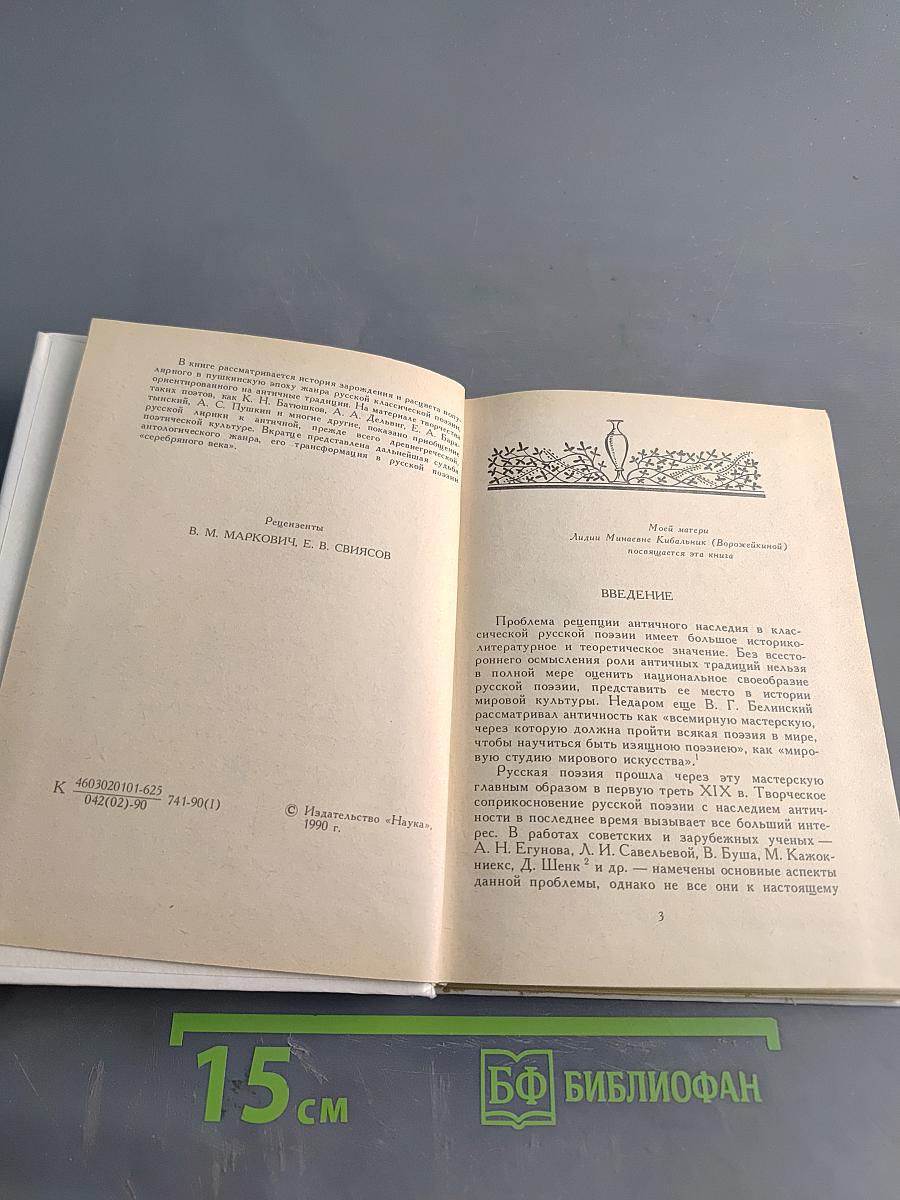 В книге рассматривается история зарождения и расцвета попу-
лярного в пушкинскую эпоху жанра русской классической поэзии,
ориентированного на античные традиции. На материале творчества
таких поэтов, как К. Н. Батюшков, А. А. Дельвиг, Е. А. Бара-
тынский, А. С. Пушкин и многие другие, показано приобщение
русской лирики к античной, прежде всего древнегреческой,
поэтической культуре. Вкратце представлена дальнейшая судьба
антологического жанра, его трансформация в русской поэзии
«серебряного века».
Рецензенты
В. М. МАРКОВИЧ, Е. В. СВИЯСОВ
К 4603020101-625
042(02)-90 741-90(1)
© Издательство «Наука»,
1990 г.
Моей матери
Лидии Минаевне Кибальник (Ворожейкиной)
посвящается эта книга
ВВЕДЕНИЕ
Проблема рецепции античного наследия в клас-
сической русской поэзии имеет большое историко-
литературное и теоретическое значение. Без всесто-
роннего осмысления роли античных традиций нельзя
в полной мере оценить национальное своеобразие
русской поэзии, представить ее место в истории
мировой культуры. Недаром еще В. Г. Белинский
рассматривал античность как «всемирную мастерскую,
через которую должна пройти всякая поэзия в мире,
чтобы научиться быть изящною поэзиею», как «миро-
вую студию мирового искусства».1
Русская поэзия прошла через эту мастерскую
главным образом в первую треть XIX в. Творческое
соприкосновение русской поэзии с наследием антич-
ности в последнее время вызывает все больший инте-
рес. В работах советских и зарубежных ученых —
А. Н. Егунова, Л. И. Савельевой, В. Буша, М. Кажок-
ниекс, Д. Шенк 2 и др. — намечены основные аспекты
данной проблемы, однако не все они к настоящему
3
15 см
БФ БИБЛИОФАН